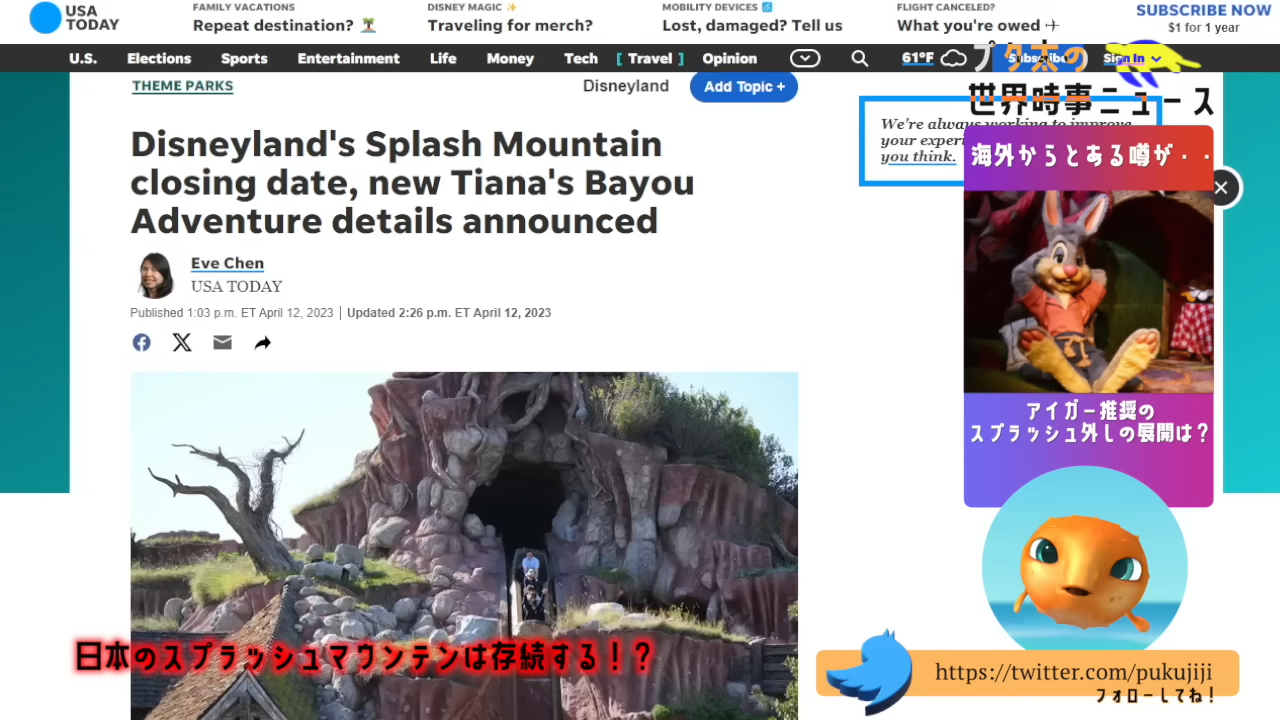 USA
TODAY
FAMILY VACATIONS
Repeat destination?
DISNEY MAGIC
Traveling for merch?
MOBILITY DEVICES
Lost, damaged? Tell us
FLIGHT CANCELED?
What you're owed
SUBSCRIBE NOW
$1 for 1 year
U.S. Elections Sports Entertainment Life Money Tech [ Travel ] Opinion 61°F Subscribe Sign In
プク太の
世界時事ニュース
THEME PARKS
Disneyland
Add Topic +
We're always working to improve
your experi
you think.
海外からとある噂が・・
Disneyland's Splash Mountain
closing date, new Tiana's Bayou
Adventure details announced
Eve Chen
USA TODAY
Published 1:03 p.m. ET April 12, 2023 | Updated 2:26 p.m. ET April 12, 2023
アイガー推奨の
スプラッシュ外しの展開は？
日本のスプラッシュマウンテンは存続する！？
https://twitter.com/pukujiji
フォローしてね！